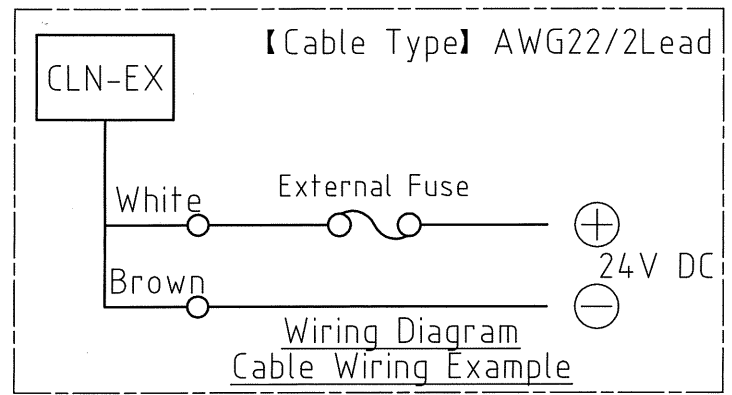 【Cable Type】 AWG22/2Lead
CLN-EX
White
External Fuse
+
24V DC
Brown
−
Wiring Diagram
Cable Wiring Example